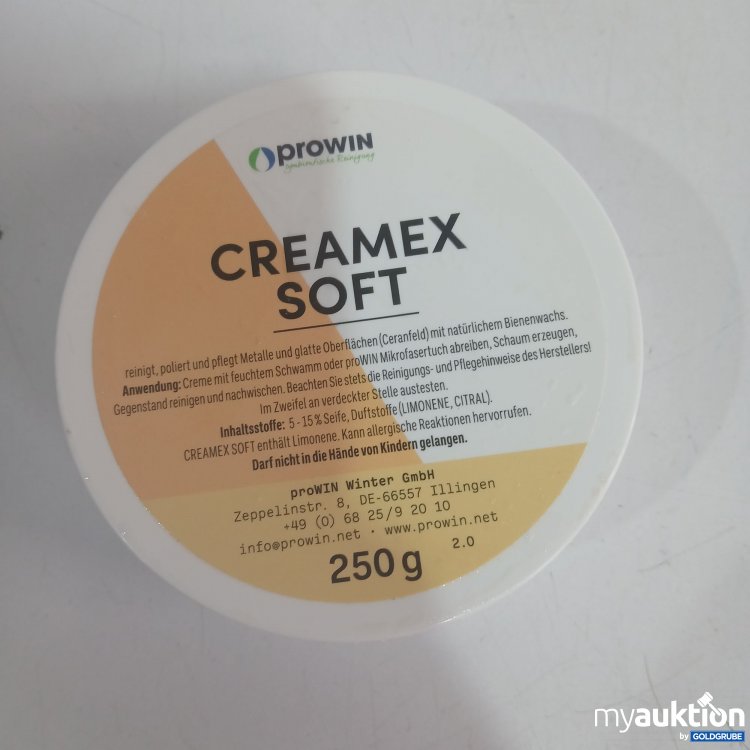 proWIN
symbiontische Reinigung
CREAMEX
SOFT
reinigt, poliert und pflegt Metalle und glatte Oberflächen (Ceranfeld) mit natürlichem Bienenwachs.
Anwendung: Creme mit feuchtem Schwamm oder proWIN Mikrofasertuch abreiben, Schaum erzeugen,
Gegenstand reinigen und nachwischen. Beachten Sie stets die Reinigungs- und Pflegehinweise des Herstellers!
Im Zweifel an verdeckter Stelle austesten.
Inhaltsstoffe: 5 - 15 % Seife, Duftstoffe (LIMONENE, CITRAL).
CREAMEX SOFT enthält Limonene. Kann allergische Reaktionen hervorrufen.
Darf nicht in die Hände von Kindern gelangen.
proWIN Winter GmbH
Zeppelinstr. 8, DE-66557 Illingen
+49 (0) 68 25/9 20 10
info@prowin.net · www.prowin.net
250 g
2.0
myauktion
by GOLDGRUBE